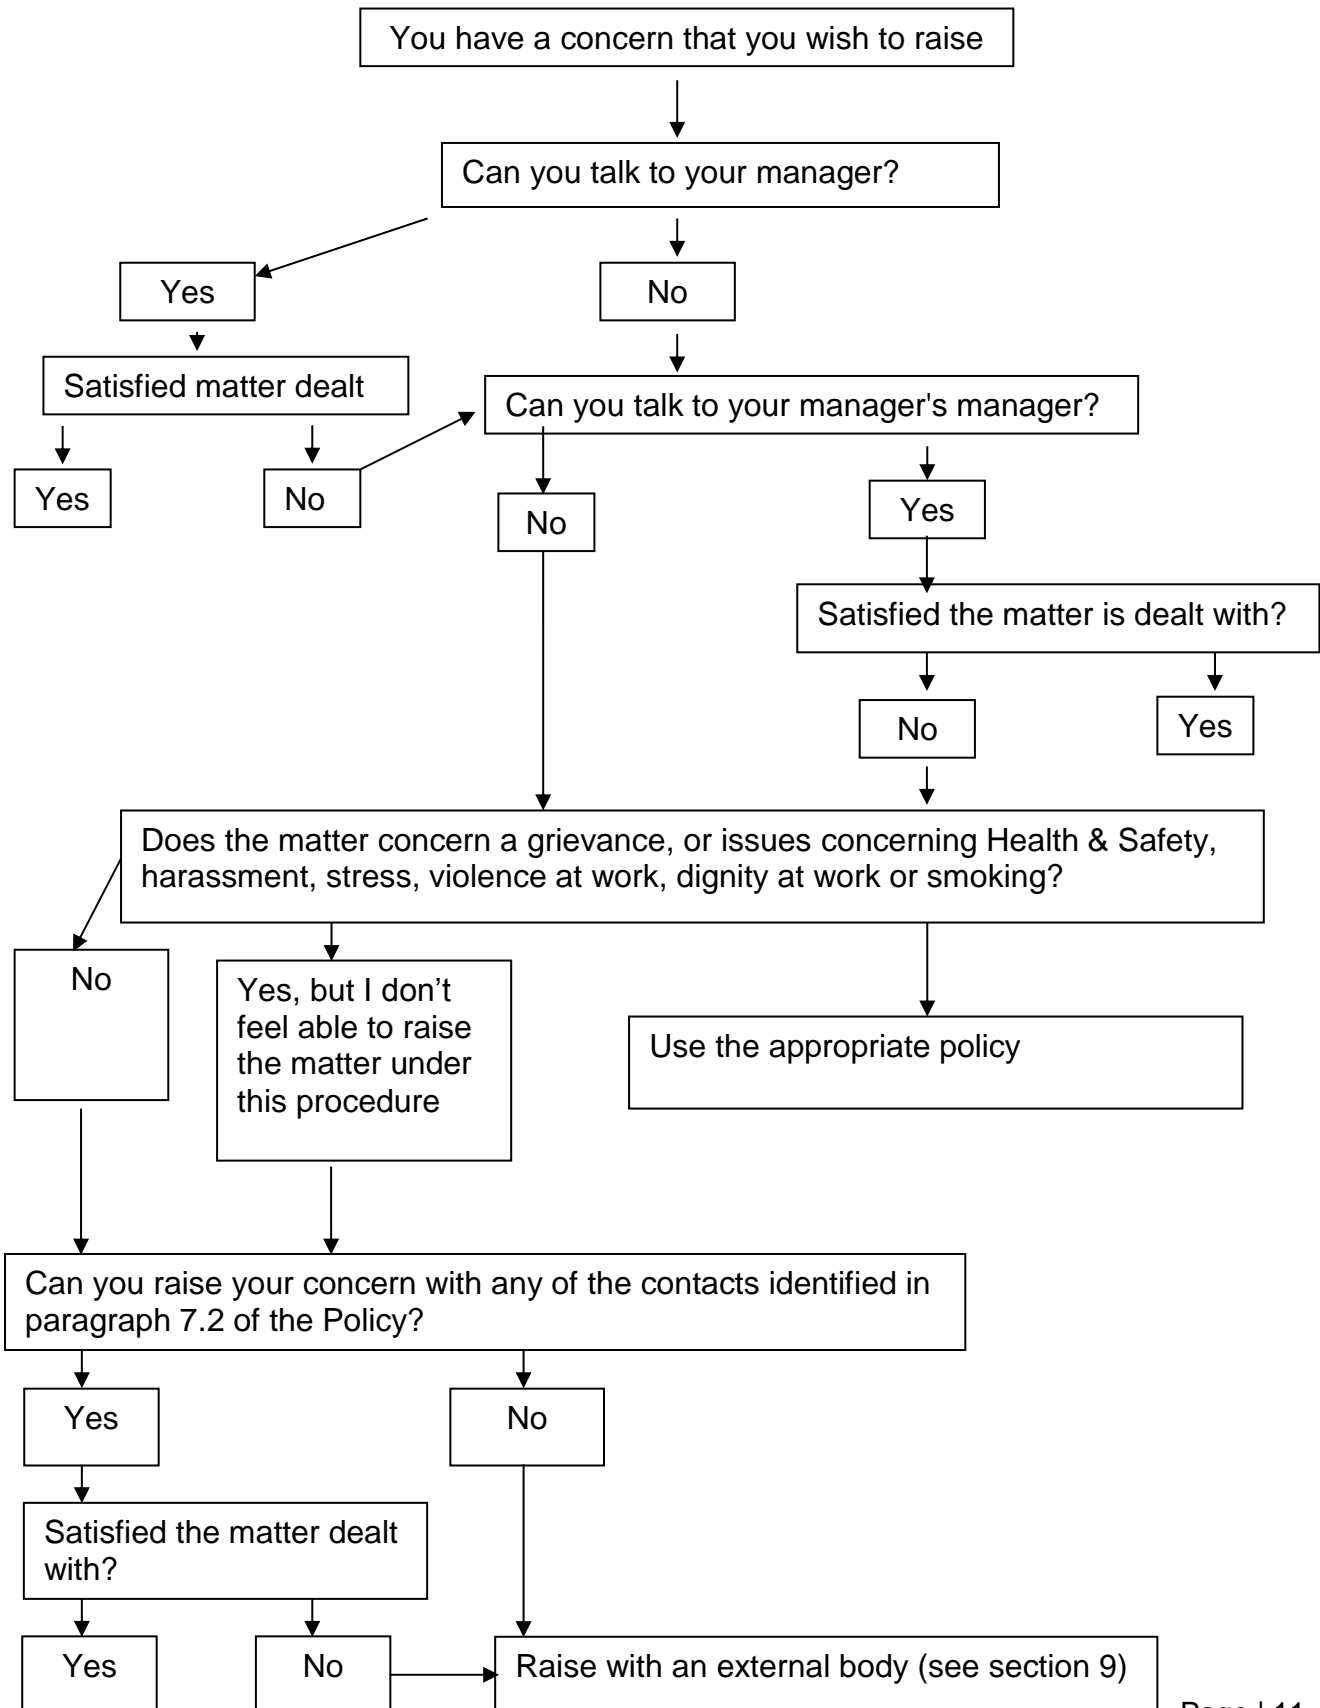 You have a concern that you wish to raise
Can you talk to your manager?
Yes
No
Satisfied matter dealt
Can you talk to your manager's manager?
Yes
No
No
Yes
Satisfied the matter is dealt with?
No
Yes
Does the matter concern a grievance, or issues concerning Health & Safety,
harassment, stress, violence at work, dignity at work or smoking?
No
Yes, but I don’t
feel able to raise
the matter under
this procedure
Use the appropriate policy
Can you raise your concern with any of the contacts identified in
paragraph 7.2 of the Policy?
Yes
No
Satisfied the matter dealt
with?
Yes
No
Raise with an external body (see section 9)
Page | 11